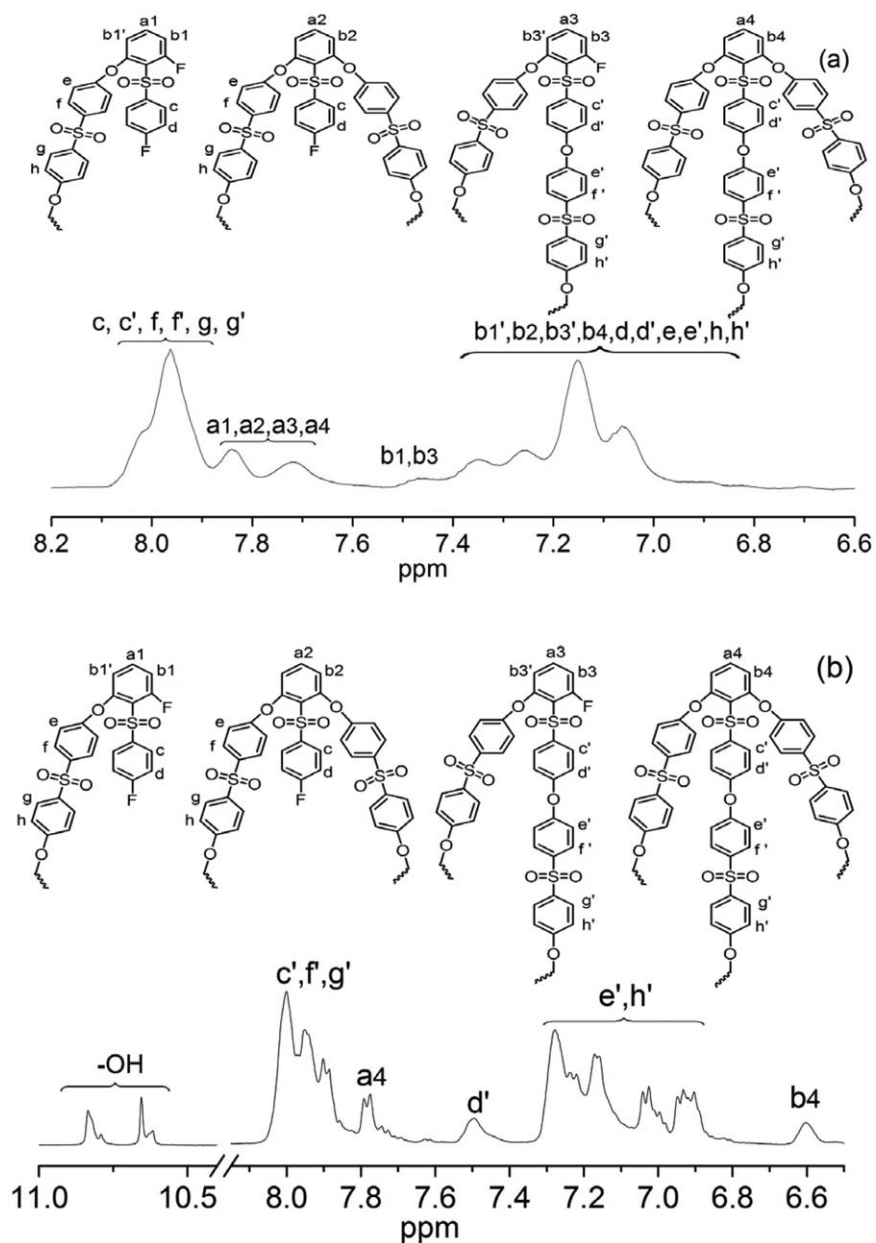 a1 a2 a3 a4
b1' b1 b2 b3' b3 b4 (a)
O F O O O F O O
O=S=O O=S=O O=S=O O=S=O
e c e c c' c'
f d f d O=S=O d' O=S=O d' O=S=O
O=S=O F O=S=O F O=S=O O O O
g g e' e'
h h f' f'
O O O O O O
O=S=O O=S=O
g' g'
h' h'
O O
c, c', f, f', g, g' b1',b2,b3',b4,d,d',e,e',h,h'
a1,a2,a3,a4
b1,b3
8.2 8.0 7.8 7.6 7.4 7.2 7.0 6.8 6.6
ppm
a1 a2 a3 a4 (b)
b1' b1 b2 b3' b3 b4
O F O O O F O O
O=S=O O=S=O O=S=O O=S=O
e c e c c' c'
f d f d d' d'
O=S=O F O=S=O F O=S=O O=S=O O O=S=O O O=S=O
g g e' e'
h h f' f'
O O O O O O
O=S=O O=S=O
g' g'
h' h'
O O
c',f',g' e',h'
-OH
a4 d' b4
11.0 10.5 8.0 7.8 7.6 7.4 7.2 7.0 6.8 6.6
ppm